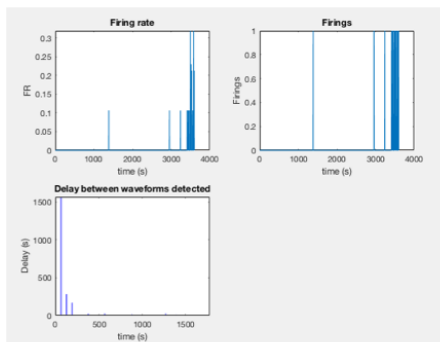 Firing rate
FR
0.3
0.25
0.2
0.15
0.1
0.05
0
0 1000 2000 3000 4000
time (s)
Firings
Firings
1
0.8
0.6
0.4
0.2
0
0 1000 2000 3000 4000
time (s)
Delay between waveforms detected
Delay (s)
1500
1000
500
0
0 500 1000 1500
time (s)